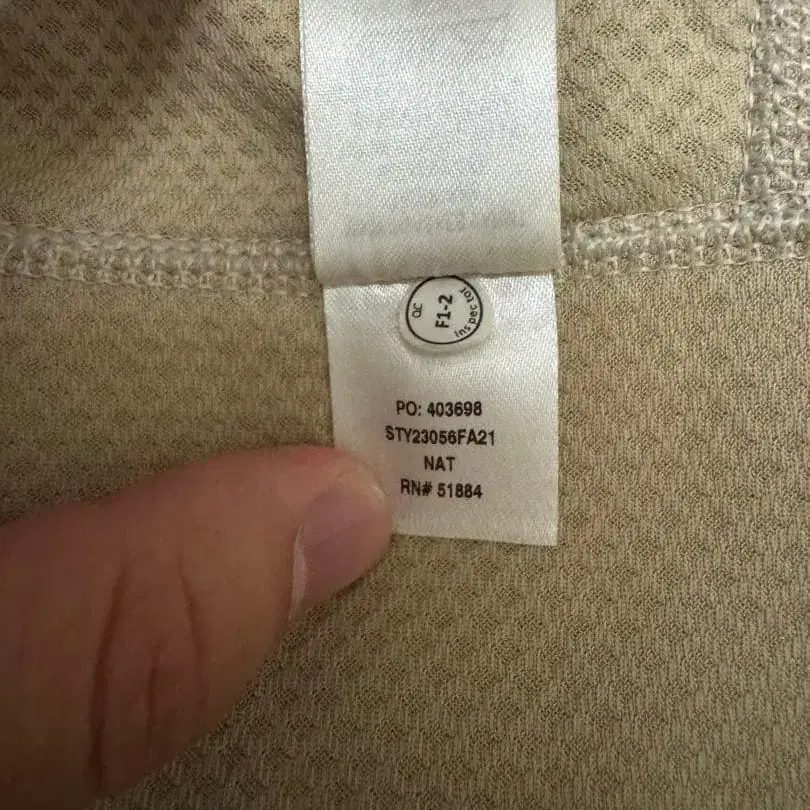 QC
F1-2
Inspector
PO: 403698
STY23056FA21
NAT
RN# 51884